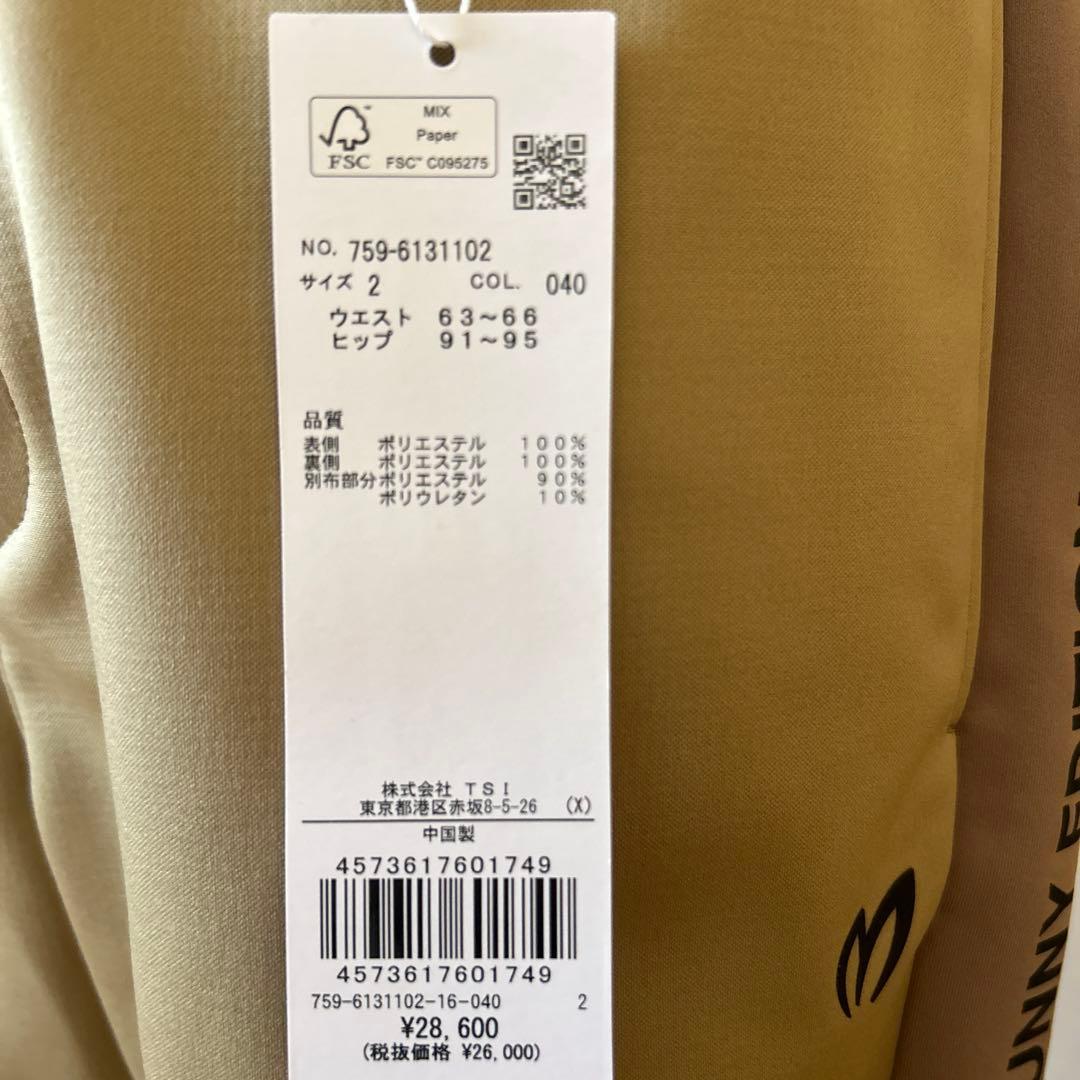 MIX
Paper
FSC™ C095275
FSC
NO. 759-6131102
サイズ 2 COL. 040
ウエスト 63～66
ヒップ 91～95
品質
表側 ポリエステル 100%
裏側 ポリエステル 100%
別布部分ポリエステル 90%
ポリウレタン 10%
株式会社 TSI
東京都港区赤坂8-5-26 (X)
中国製
4573617601749
4573617601749
759-6131102-16-040 2
¥28,600
(税抜価格 ¥26,000)
UNNY EDITION